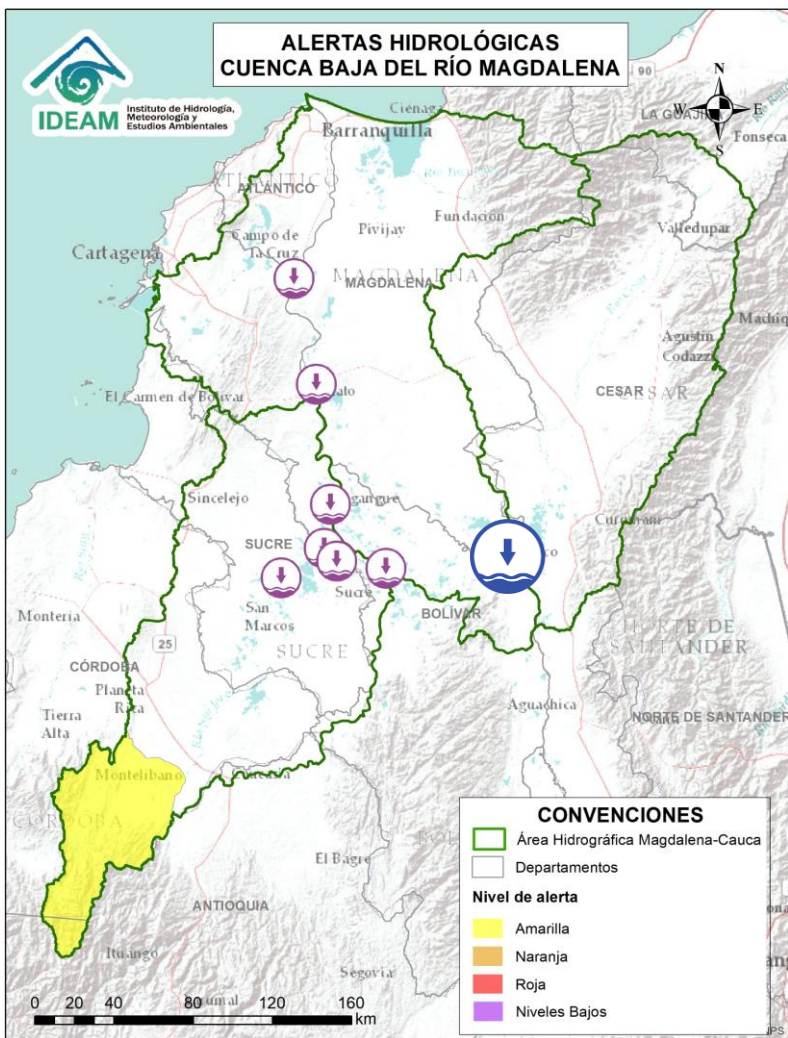 ALERTAS HIDROLÓGICAS
CUENCA BAJA DEL RÍO MAGDALENA
IDEAM
Instituto de Hidrología,
Meteorología y
Estudios Ambientales
N
W
E
S
90
Ciénaga
LA GUAJIRA
Barranquilla
Fonseca
ATLÁNTICO
Fundación
Pivijay
Valledupar
Campo de
la Cruz
Cartagena
MAGDALENA
MAGDALENA
Agustín
Codazzi
El Carmen de Bolívar
CESAR
CESAR
Sincelejo
SUCRE
Sucre
San
Marcos
BOLÍVAR
Montería
SUCRE
NORTE DE
SANTANDER
25
CÓRDOBA
Planeta
Rica
Aguachica
NORTE DE SANTANDER
Tierra
Alta
Montelibano
CÓRDOBA
El Bagre
ANTIOQUIA
Ituango
Segovia
0 20 40 80 120 160
km
CONVENCIONES
Área Hidrográfica Magdalena-Cauca
Departamentos
Nivel de alerta
Amarilla
Naranja
Roja
Niveles Bajos